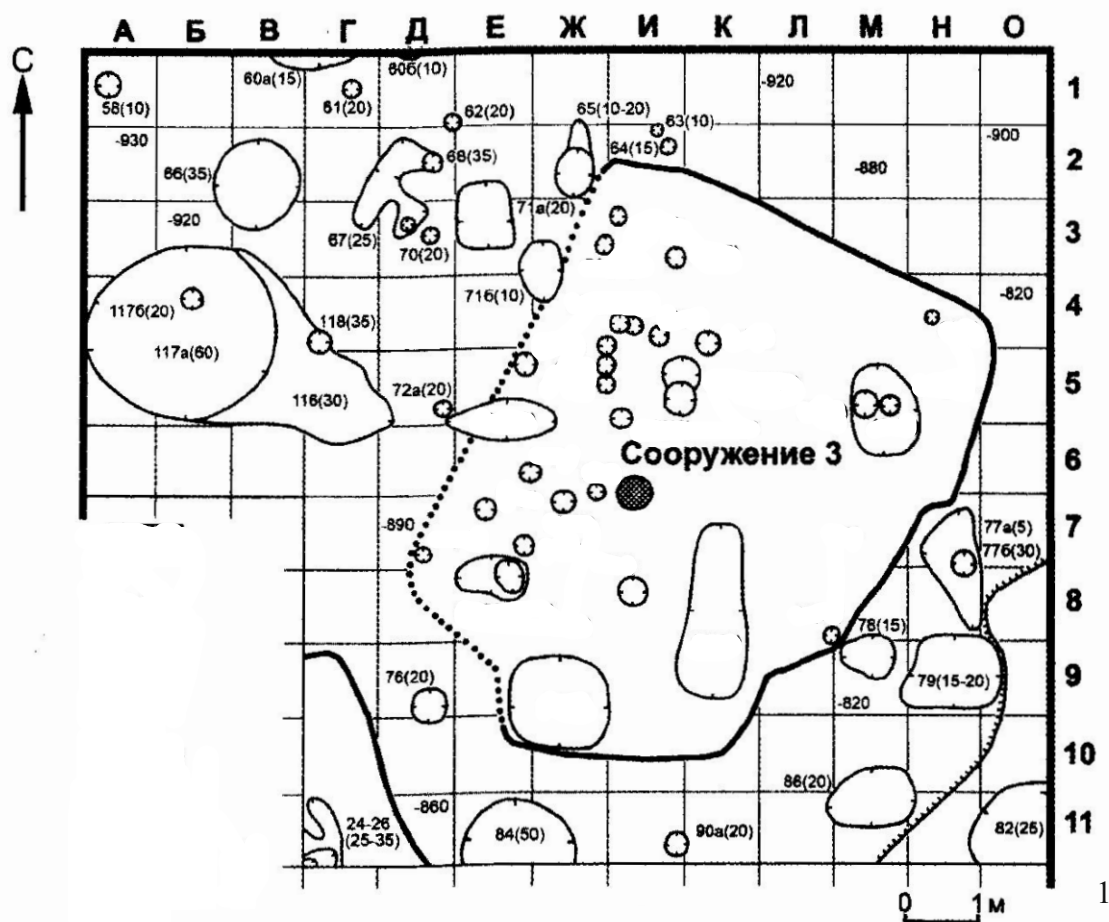 А Б В Г Д Е Ж И К Л М Н О
С
60а(15)
60б(10)
-920
1
58(10)
61(20)
62(20)
65(10-20)
63(10)
-930
64(15)
-900
2
66(35)
68(35)
-880
71а(20)
-920
67(25)
70(20)
3
71б(10)
-820
4
117б(20)
118(35)
117а(60)
72а(20)
5
116(30)
Сооружение 3
6
-890
77а(5)
7
77б(30)
8
78(15)
76(20)
79(15-20)
9
-820
10
86(20)
-860
24-26
(25-35)
84(50)
90а(20)
82(25)
11
0 1 м
1